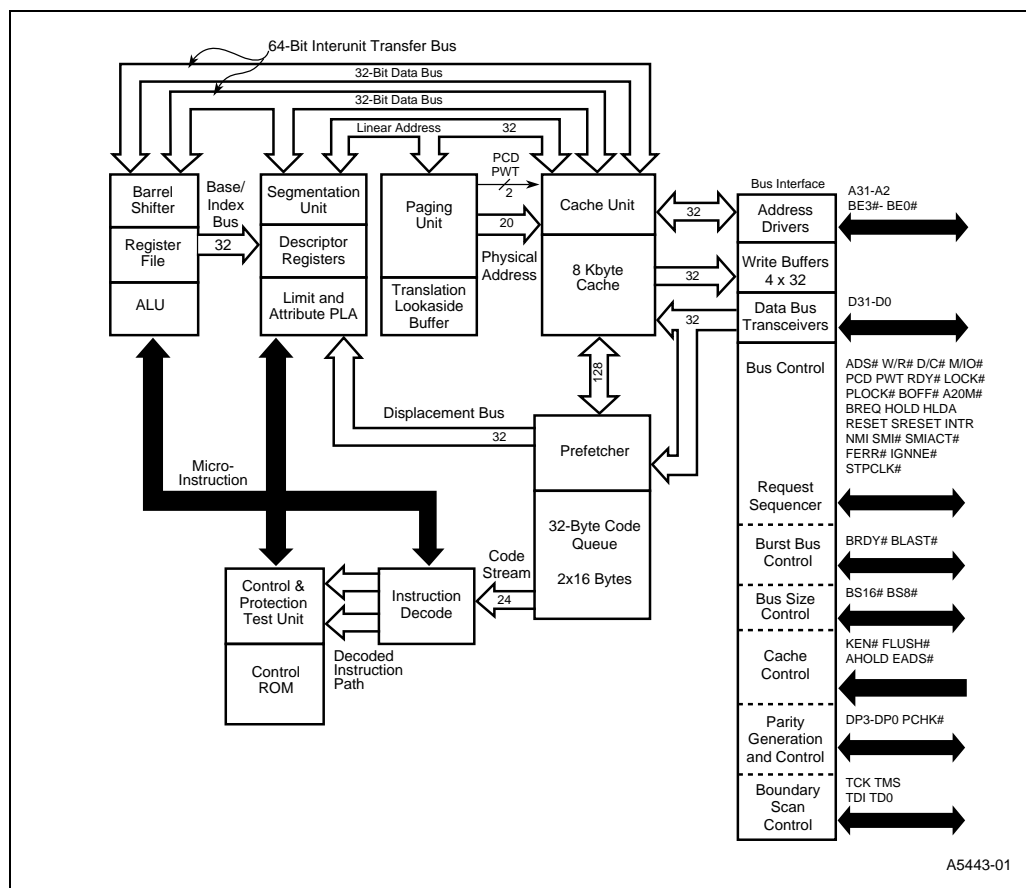 64-Bit Interunit Transfer Bus
32-Bit Data Bus
32-Bit Data Bus
Linear Address
32
PCD
PWT
2
Barrel
Shifter
Register
File
ALU
Base/
Index
Bus
32
Segmentation
Unit
Descriptor
Registers
Limit and
Attribute PLA
Paging
Unit
Translation
Lookaside
Buffer
20
Physical
Address
Cache Unit
8 Kbyte
Cache
32
32
32
128
Bus Interface
Address
Drivers
Write Buffers
4 x 32
Data Bus
Transceivers
Bus Control
Request
Sequencer
Burst Bus
Control
Bus Size
Control
Cache
Control
Parity
Generation
and Control
Boundary
Scan
Control
A31-A2
BE3#- BE0#
D31-D0
ADS# W/R# D/C# M/IO#
PCD PWT RDY# LOCK#
PLOCK# BOFF# A20M#
BREQ HOLD HLDA
RESET SRESET INTR
NMI SMI# SMIACT#
FERR# IGNNE#
STPCLK#
BRDY# BLAST#
BS16# BS8#
KEN# FLUSH#
AHOLD EADS#
DP3-DP0 PCHK#
TCK TMS
TDI TD0
Displacement Bus
32
Prefetcher
32-Byte Code
Queue
2x16 Bytes
Micro-
Instruction
Code
Stream
24
Control &
Protection
Test Unit
Control
ROM
Instruction
Decode
Decoded
Instruction
Path
A5443-01